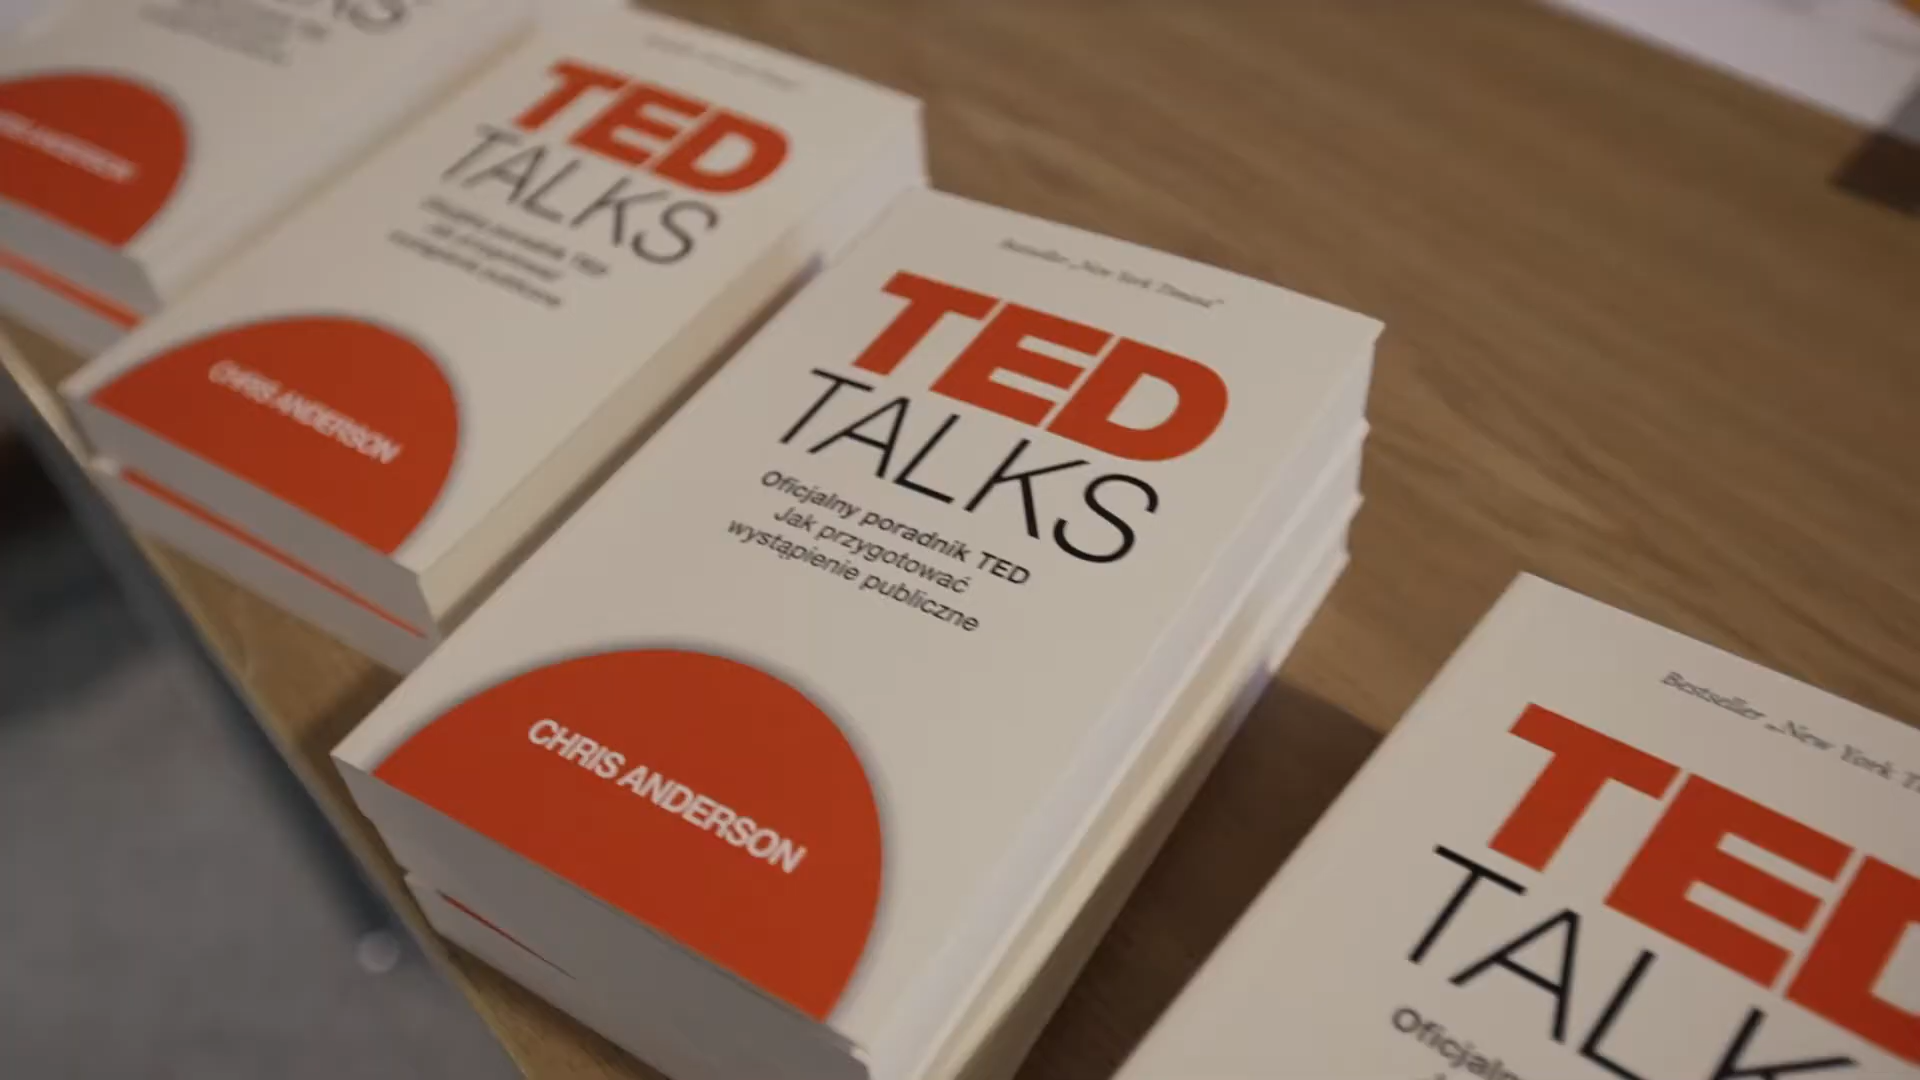 TED
TALKS
CHRIS ANDERSON
Bestseller „New York Timesa”
TED
TALKS
Oficjalny poradnik TED
Jak przygotować
wystąpienie publiczne
CHRIS ANDERSON
Bestseller „New York
TED
TALK
Oficjaln